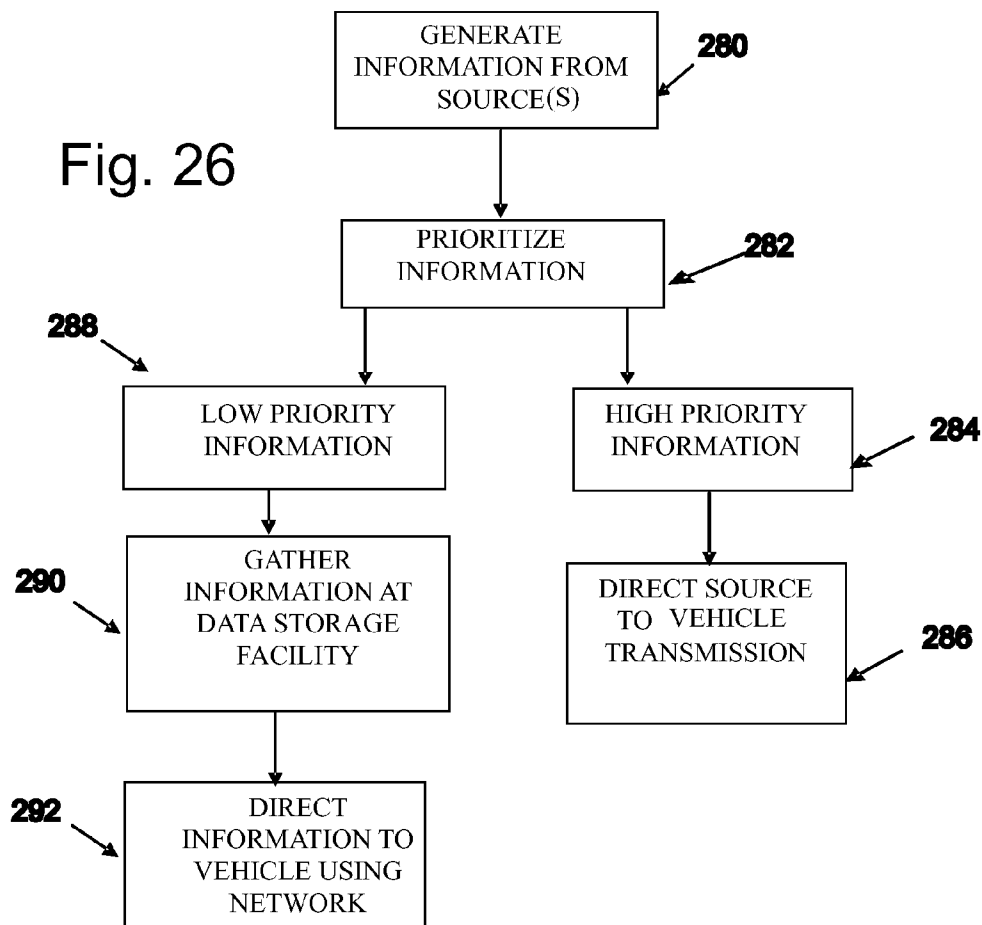 GENERATE
INFORMATION FROM
SOURCE(S)
280
Fig. 26
PRIORITIZE
INFORMATION
282
288
LOW PRIORITY
INFORMATION
HIGH PRIORITY
INFORMATION
284
290
GATHER
INFORMATION AT
DATA STORAGE
FACILITY
DIRECT SOURCE
TO VEHICLE
TRANSMISSION
286
292
DIRECT
INFORMATION TO
VEHICLE USING
NETWORK